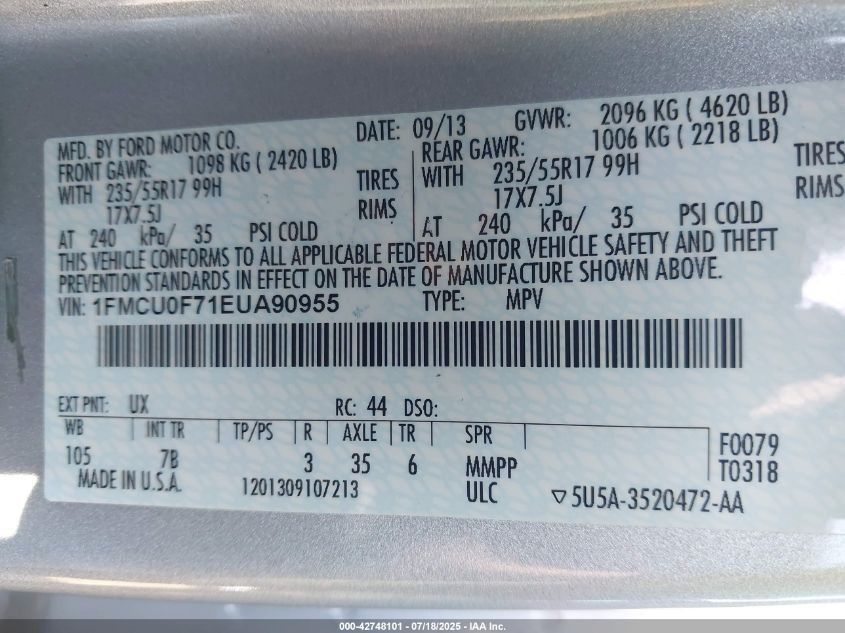 MFD. BY FORD MOTOR CO. DATE: 09/13 GVWR: 2096 KG ( 4620 LB)
FRONT GAWR: 1098 KG ( 2420 LB) REAR GAWR: 1006 KG ( 2218 LB)
WITH 235/55R17 99H TIRES WITH 235/55R17 99H TIRES
17X7.5J RIMS 17X7.5J RIMS
AT 240 kPa/ 35 PSI COLD AT 240 kPa/ 35 PSI COLD
THIS VEHICLE CONFORMS TO ALL APPLICABLE FEDERAL MOTOR VEHICLE SAFETY AND THEFT
PREVENTION STANDARDS IN EFFECT ON THE DATE OF MANUFACTURE SHOWN ABOVE.
VIN: 1FMCU0F71EUA90955 TYPE: MPV
EXT PNT: UX RC: 44 DSO:
WB INT TR TP/PS R AXLE TR SPR F0079
105 7B 3 35 6 MMPP T0318
MADE IN U.S.A. 1201309107213 ULC ▽5U5A-3520472-AA
000-42748101 - 07/18/2025 - IAA Inc.